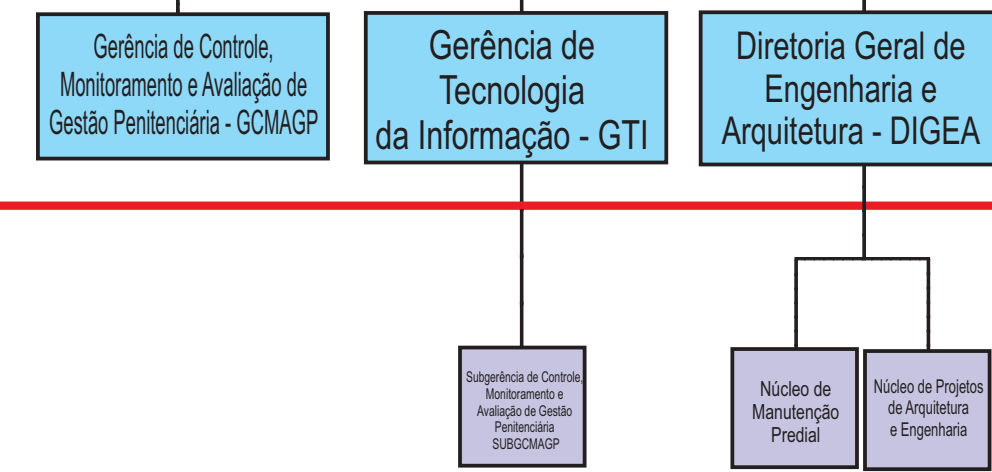 Gerência de Controle,
Monitoramento e Avaliação de
Gestão Penitenciária - GCMAGP
Gerência de
Tecnologia
da Informação - GTI
Diretoria Geral de
Engenharia e
Arquitetura - DIGEA
Subgerência de Controle,
Monitoramento e
Avaliação de Gestão
Penitenciária
SUBGCMAGP
Núcleo de
Manutenção
Predial
Núcleo de Projetos
de Arquitetura
e Engenharia